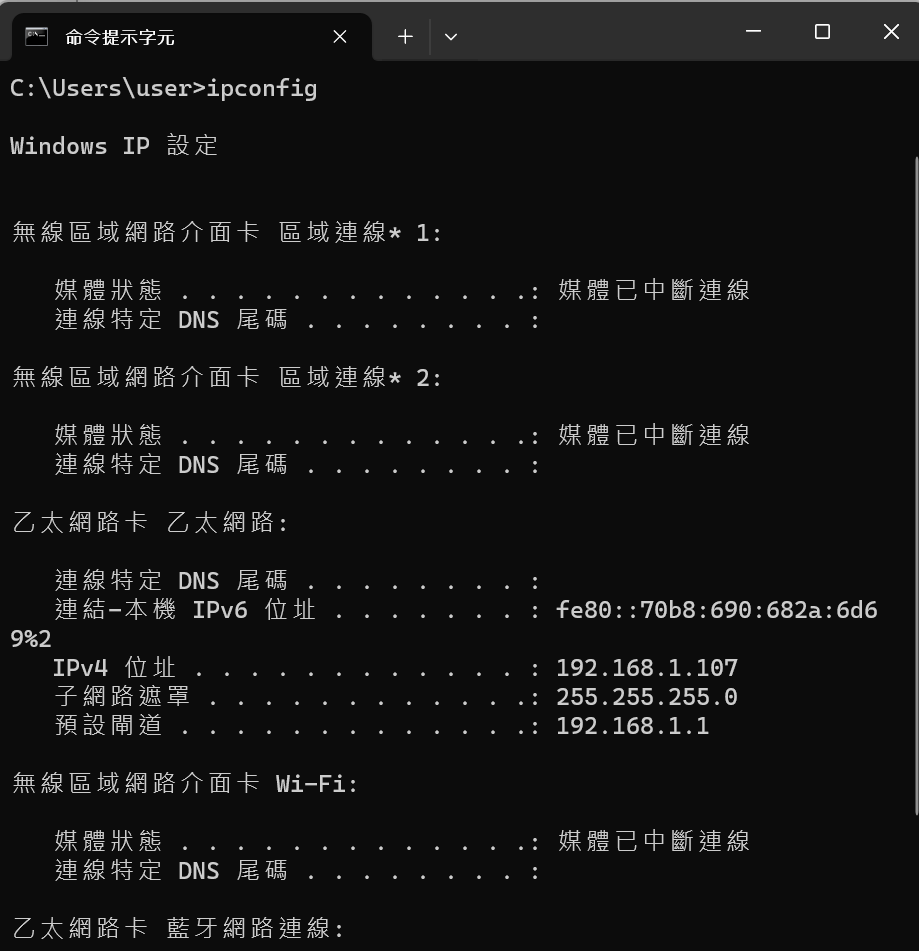 命令提示字元
C:\Users\user>ipconfig
Windows IP 設定
無線區域網路介面卡 區域連線* 1:
媒體狀態 . . . . . . . . . . . . .: 媒體已中斷連線
連線特定 DNS 尾碼 . . . . . . . . :
無線區域網路介面卡 區域連線* 2:
媒體狀態 . . . . . . . . . . . . .: 媒體已中斷連線
連線特定 DNS 尾碼 . . . . . . . . :
乙太網路卡 乙太網路:
連線特定 DNS 尾碼 . . . . . . . . :
連結-本機 IPv6 位址 . . . . . . . : fe80::70b8:690:682a:6d6
9%2
IPv4 位址 . . . . . . . . . . . . : 192.168.1.107
子網路遮罩 . . . . . . . . . . . .: 255.255.255.0
預設閘道 . . . . . . . . . . . . .: 192.168.1.1
無線區域網路介面卡 Wi-Fi:
媒體狀態 . . . . . . . . . . . . .: 媒體已中斷連線
連線特定 DNS 尾碼 . . . . . . . . :
乙太網路卡 藍牙網路連線: